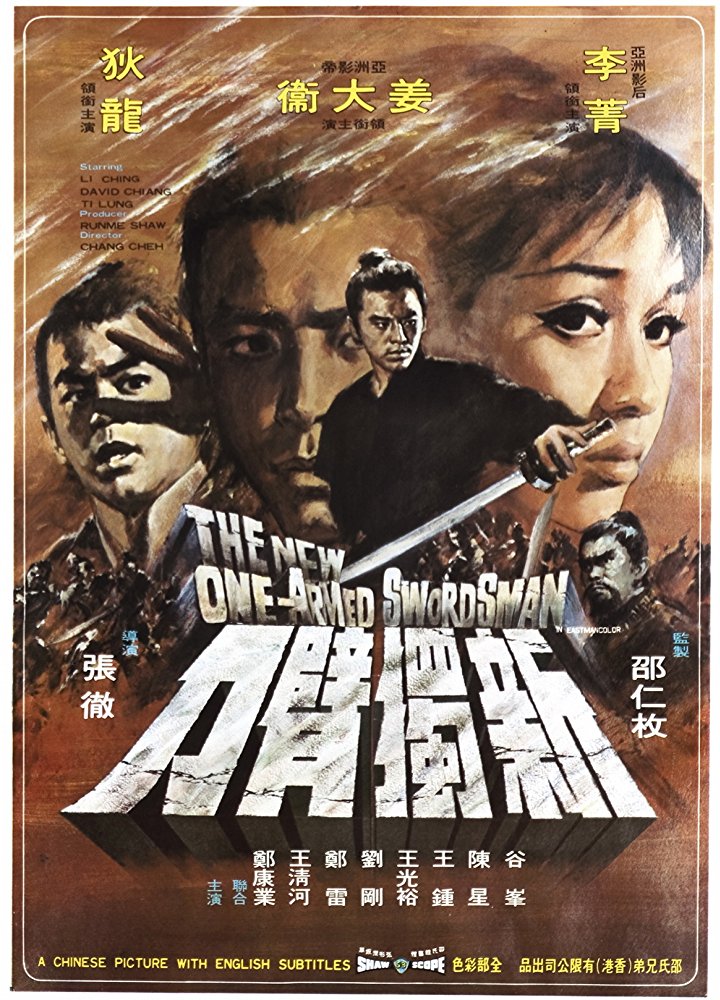 亞洲影后
李菁
領銜主演
亞洲影帝
姜大衞
領銜主演
狄龍
領銜主演
Starring
LI CHING
DAVID CHIANG
TI LUNG
Producer
RUNME SHAW
Director
CHANG CHEH
THE NEW
ONE-ARMED SWORDSMAN
IN EASTMANCOLOR
新獨臂刀
監製
邵仁枚
導演
張徹
谷峯
陳星
王鍾
王光裕
劉剛
鄭雷
王清河
鄭康業
聯合
主演
A CHINESE PICTURE WITH ENGLISH SUBTITLES
SHAW SB SCOPE
全部彩色
邵氏兄弟（香港）有限公司出品